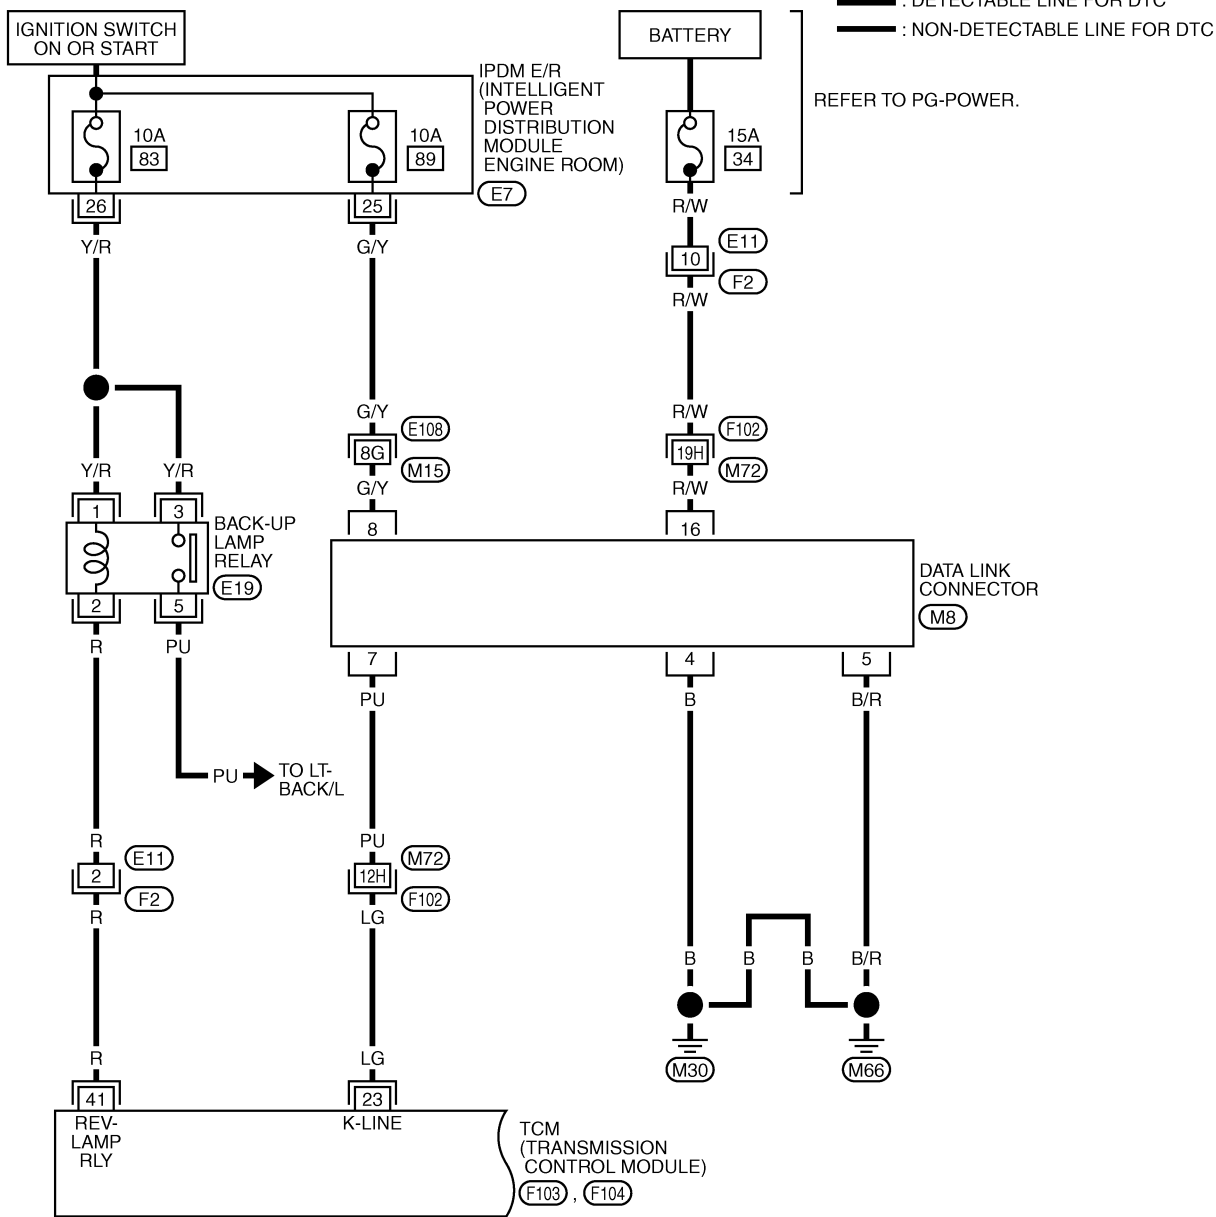 : DETECTABLE LINE FOR DTC
: NON-DETECTABLE LINE FOR DTC
IGNITION SWITCH
ON OR START
BATTERY
REFER TO PG-POWER.
IPDM E/R
(INTELLIGENT
POWER
DISTRIBUTION
MODULE
ENGINE ROOM)
E7
10A
83
10A
89
15A
34
26
25
R/W
Y/R
G/Y
10
E11
F2
R/W
G/Y
R/W
8G
E108
M15
19H
F102
M72
Y/R
Y/R
G/Y
R/W
1
3
8
16
BACK-UP
LAMP
RELAY
E19
DATA LINK
CONNECTOR
M8
2
5
7
4
5
R
PU
PU
B
B/R
PU
TO LT-
BACK/L
R
PU
2
E11
F2
12H
M72
F102
R
LG
B
B
B
B/R
M30
M66
R
LG
41
23
REV-
LAMP
RLY
K-LINE
TCM
(TRANSMISSION
CONTROL MODULE)
F103 , F104